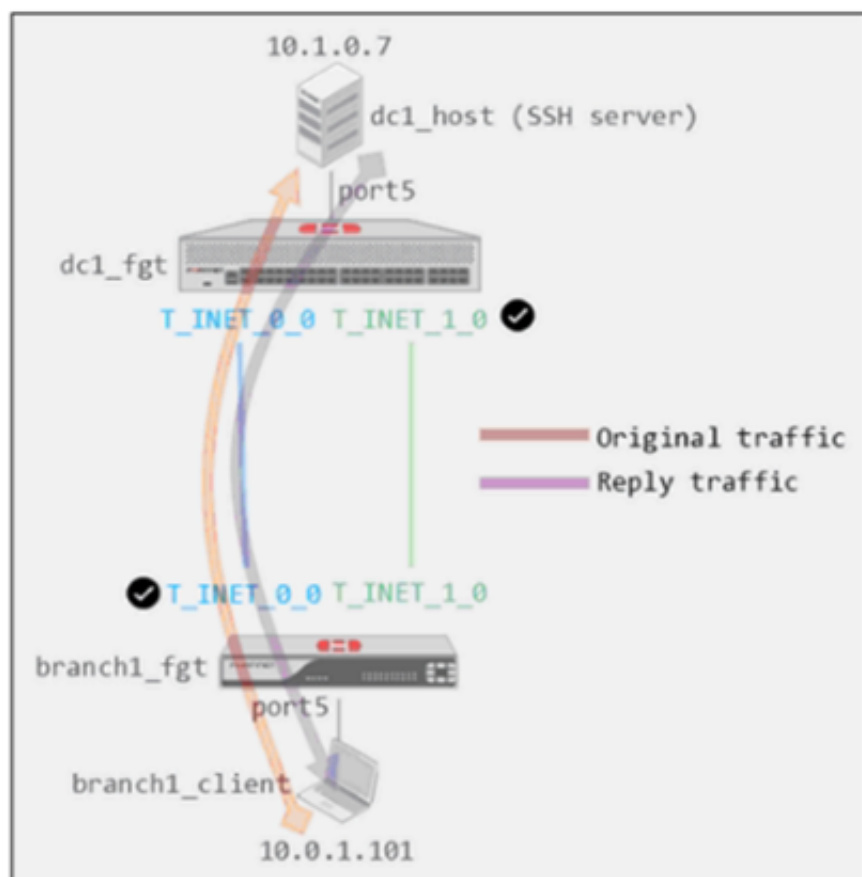 10.1.0.7
dc1_host (SSH server)
port5
dc1_fgt
T_INET_0_0 T_INET_1_0
Original traffic
Reply traffic
T_INET_0_0 T_INET_1_0
branch1_fgt
port5
branch1_client
10.0.1.101